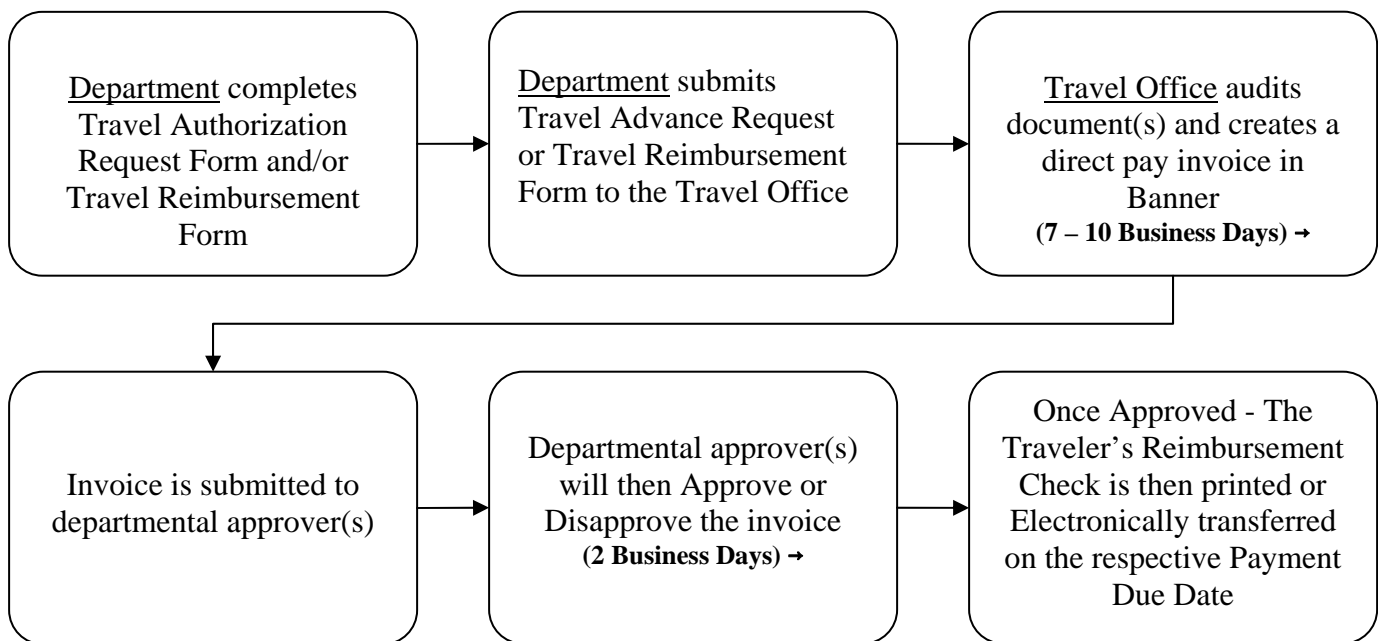 Department completes
Travel Authorization
Request Form and/or
Travel Reimbursement
Form
Department submits
Travel Advance Request
or Travel Reimbursement
Form to the Travel Office
Travel Office audits
document(s) and creates a
direct pay invoice in
Banner
(7 – 10 Business Days) →
Invoice is submitted to
departmental approver(s)
Departmental approver(s)
will then Approve or
Disapprove the invoice
(2 Business Days) →
Once Approved - The
Traveler’s Reimbursement
Check is then printed or
Electronically transferred
on the respective Payment
Due Date